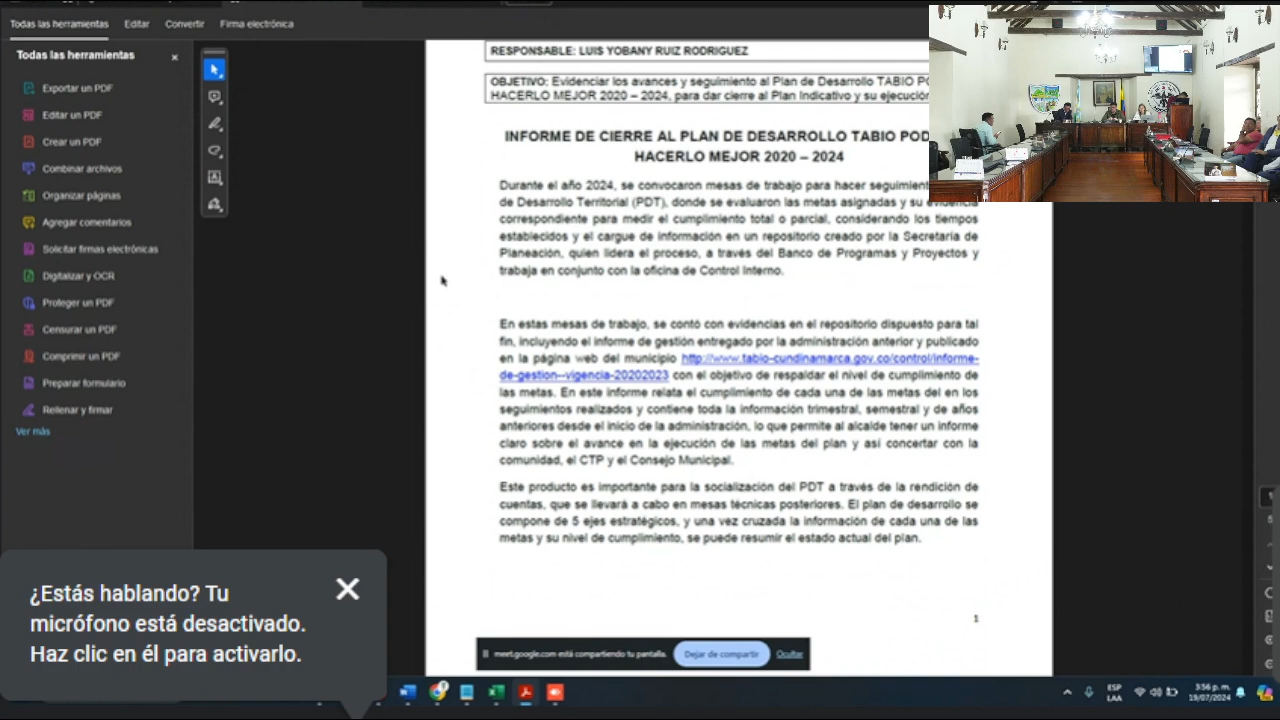 Todas las herramientas
Editar
Convertir
Firma electrónica
Todas las herramientas
Exportar un PDF
Editar un PDF
Crear un PDF
Combinar archivos
Organizar páginas
Agregar comentarios
Solicitar firmas electrónicas
Digitalizar y OCR
Proteger un PDF
Censurar un PDF
Comprimir un PDF
Preparar formulario
Rellenar y firmar
Ver más
RESPONSABLE: LUIS YOBANY RUIZ RODRIGUEZ
OBJETIVO: Evidenciar los avances y seguimiento al Plan de Desarrollo TABIO
HACERLO MEJOR 2020 – 2024, para dar cierre al Plan Indicativo y su ejecución
INFORME DE CIERRE AL PLAN DE DESARROLLO TABIO
HACERLO MEJOR 2020 – 2024
Durante el año 2024, se convocaron mesas de trabajo para hacer
de Desarrollo Territorial (PDT), donde se evaluaron las metas asignadas y su evidencia
correspondiente para medir el cumplimiento total o parcial, considerando los tiempos
establecidos y el cargue de información en un repositorio creado por la Secretaría de
Planeación, quien lidera el proceso, a través del Banco de Programas y Proyectos y
trabaja en conjunto con la oficina de Control Interno.
En estas mesas de trabajo, se contó con evidencias en el repositorio dispuesto para tal
fin, incluyendo el informe de gestión entregado por la administración anterior y publicado
en la página web del municipio http://www.tabio-cundinamarca.gov.co/control/informe-
de-gestion--vigencia-20202023 con el objetivo de respaldar el nivel de cumplimiento de
las metas. En este informe relata el cumplimiento de cada una de las metas del en los
seguimientos realizados y contiene toda la información trimestral, semestral y de años
anteriores desde el inicio de la administración, lo que permite al alcalde tener un informe
claro sobre el avance en la ejecución de las metas del plan y así concertar con la
comunidad, el CTP y el Consejo Municipal.
Este producto es importante para la socialización del PDT a través de la rendición de
cuentas, que se llevará a cabo en mesas técnicas posteriores. El plan de desarrollo se
compone de 5 ejes estratégicos, y una vez cruzada la información de cada una de las
metas y su nivel de cumplimiento, se puede resumir el estado actual del plan.
1
¿Estás hablando? Tu
micrófono está desactivado.
Haz clic en él para activarlo.
meet.google.com está compartiendo tu pantalla.
Dejar de compartir
Ocultar
ESP
LAA
3:56 p. m.
19/07/2024